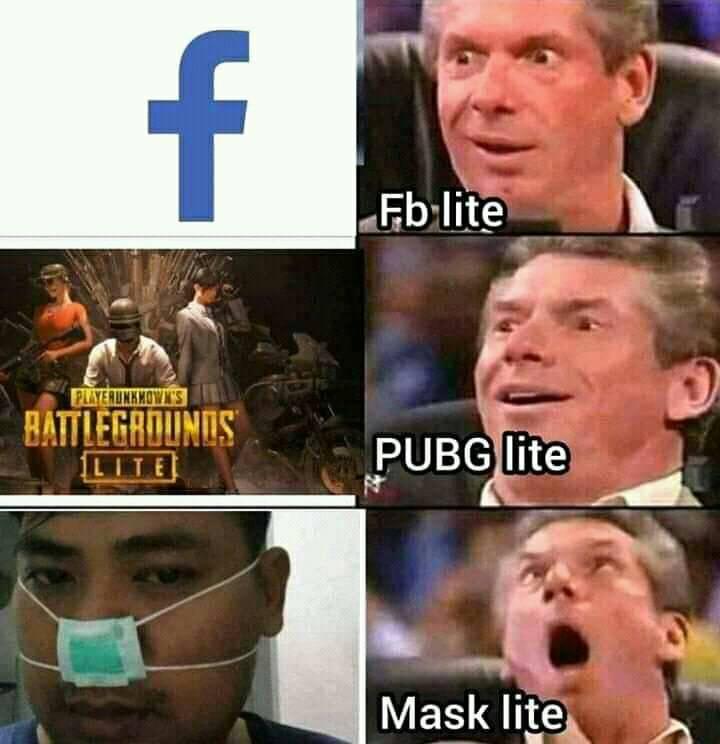 f
Fb lite
PLAYERUNKNOWN'S
BATTLEGROUNDS
LITE
PUBG lite
Mask lite